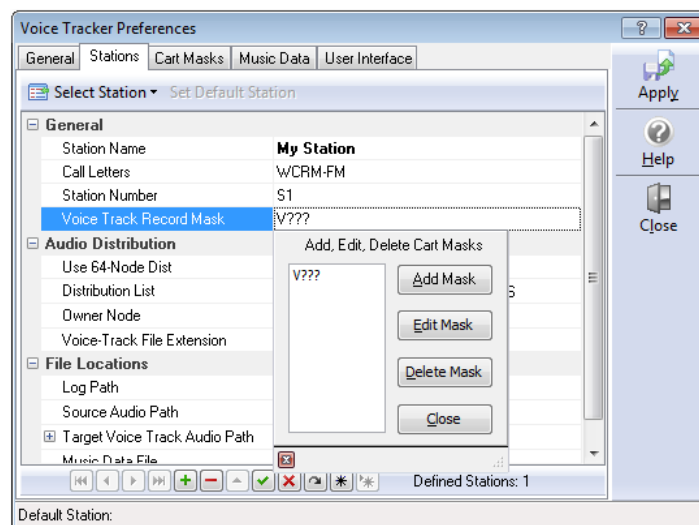 Voice Tracker Preferences
General Stations Cart Masks Music Data User Interface
Select Station Set Default Station
Apply
Help
Close
General
Station Name My Station
Call Letters WCRM-FM
Station Number S1
Voice Track Record Mask V???
Audio Distribution
Use 64-Node Dist
Distribution List S
Owner Node
Voice-Track File Extension
File Locations
Log Path
Source Audio Path
Target Voice Track Audio Path
Music Data File
Add, Edit, Delete Cart Masks
V???
Add Mask
Edit Mask
Delete Mask
Close
Defined Stations: 1
Default Station: